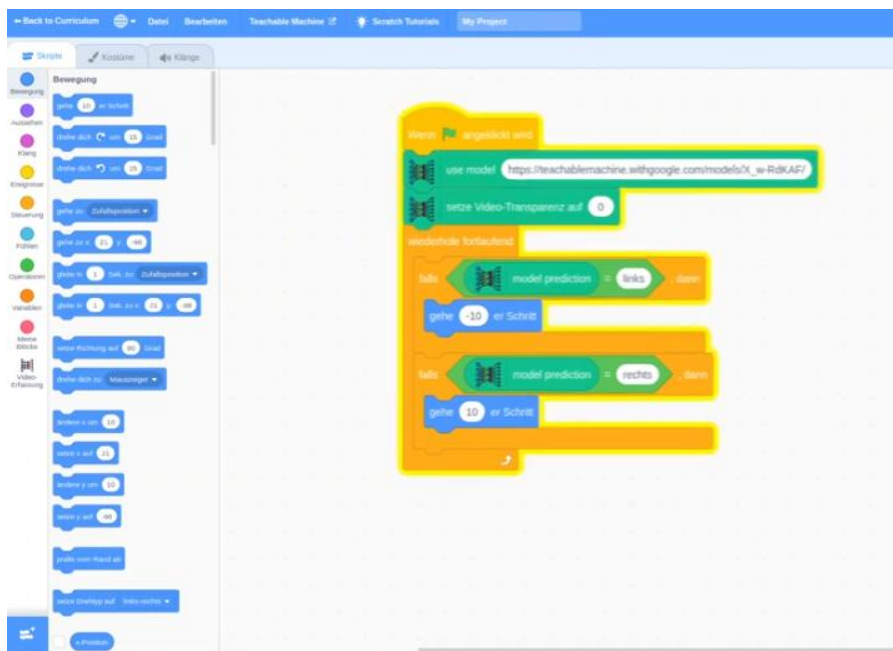 ← Back to Curriculum Datei Bearbeiten Teachable Machine Scratch Tutorials My Project
Skripte Kostüme Klänge
Bewegung
Aussehen
Klang
Ereignisse
Steuerung
Fühlen
Operatoren
Variablen
Meine
Blöcke
Video-
Erfassung
Bewegung
gehe 10 er Schritt
drehe dich um 15 Grad
drehe dich um 15 Grad
gehe zu Zufallsposition
gehe zu x: 21 y: -98
gleite in 1 Sek. zu Zufallsposition
gleite in 1 Sek. zu x: 21 y:
setze Richtung auf 90 Grad
drehe dich zu Mauszeiger
ändere x um 10
setze x auf 21
ändere y um 10
setze y auf
pralle vom Rand ab
setze Drehtyp auf links-rechts
x-Position
Wenn angeklickt wird
use model https://teachablemachine.withgoogle.com/models/X_w-RdKAF/
setze Video-Transparenz auf 0
wiederhole fortlaufend
falls model prediction = links , dann
gehe -10 er Schritt
falls model prediction = rechts , dann
gehe 10 er Schritt